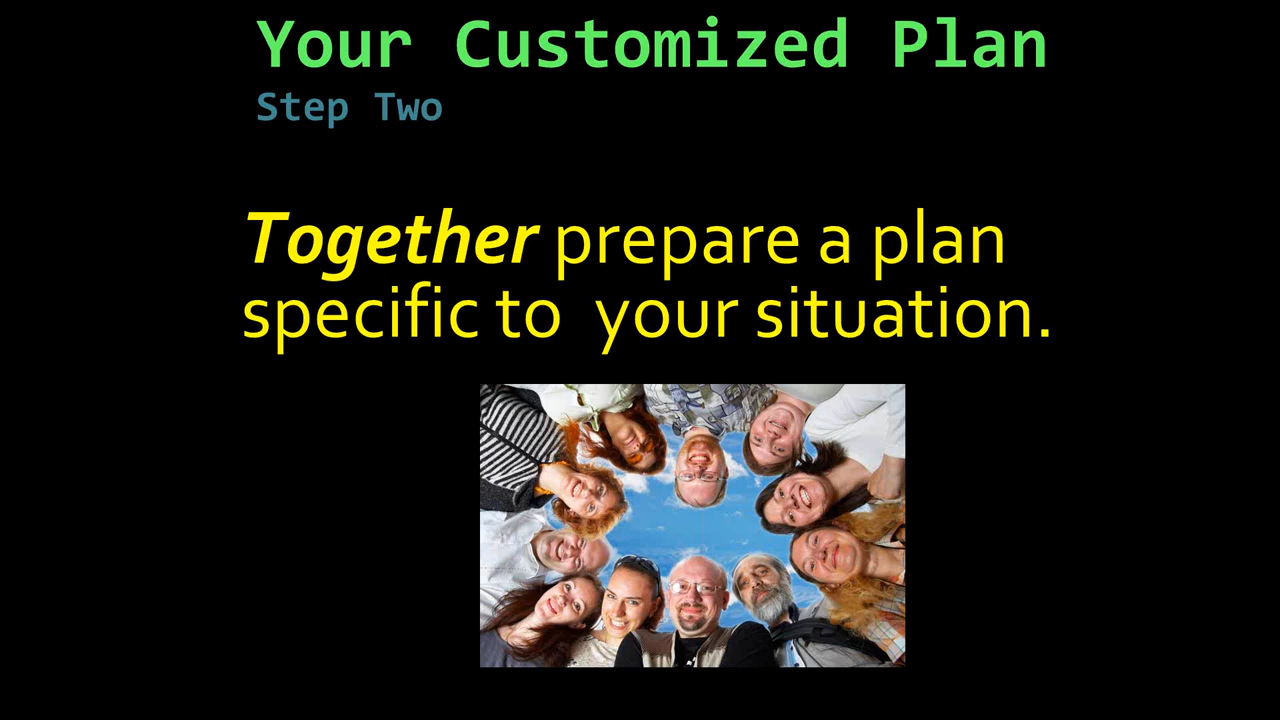 Your Customized Plan
Step Two
Together prepare a plan
specific to  your situation.